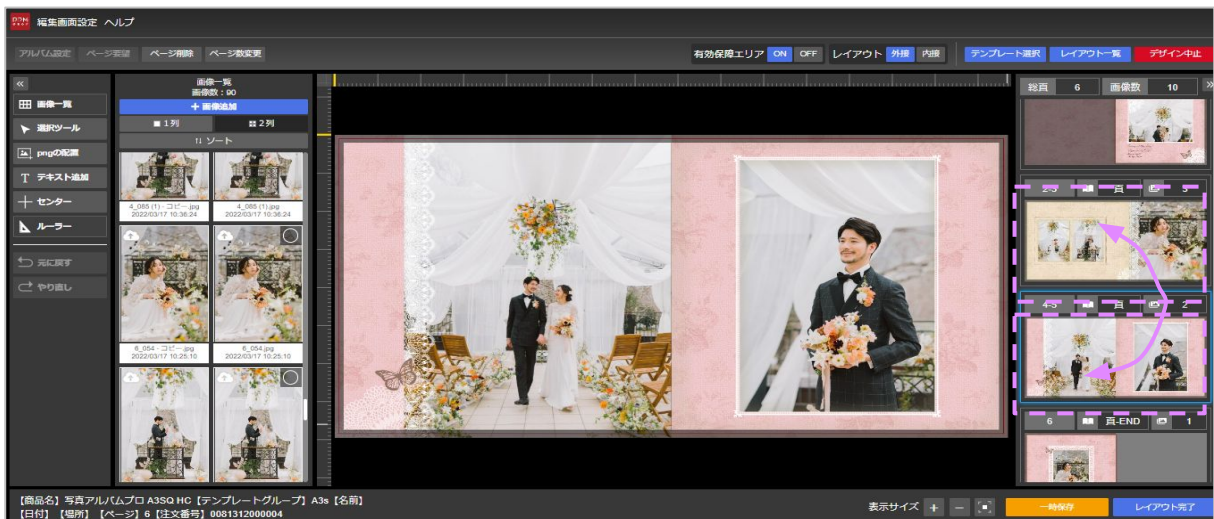 編集画面設定 ヘルプ
アルバム設定 ページ要望 ページ削除 ページ数変更
有効保障エリア ON OFF レイアウト 外接 内接 テンプレート選択 レイアウト一覧 デザイン中止
«
画像一覧
選択ツール
pngの配置
T テキスト追加
センター
ルーラー
元に戻す
やり直し
画像一覧
画像数 : 90
+ 画像追加
1列 2列
ソート
4_085 (1) - コピー.jpg
2022/03/17 10:36:24
4_085 (1).jpg
2022/03/17 10:36:24
6_054 - コピー.jpg
2022/03/17 10:25:10
6_054.jpg
2022/03/17 10:25:10
総頁 6 画像数 10 »
2-3 頁 3
4-5 頁 2
6 頁-END 1
【商品名】写真アルバムプロ A3SQ HC【テンプレートグループ】A3s【名前】
【日付】【場所】【ページ】6【注文番号】0081312000004
表示サイズ + − 一時保存 レイアウト完了